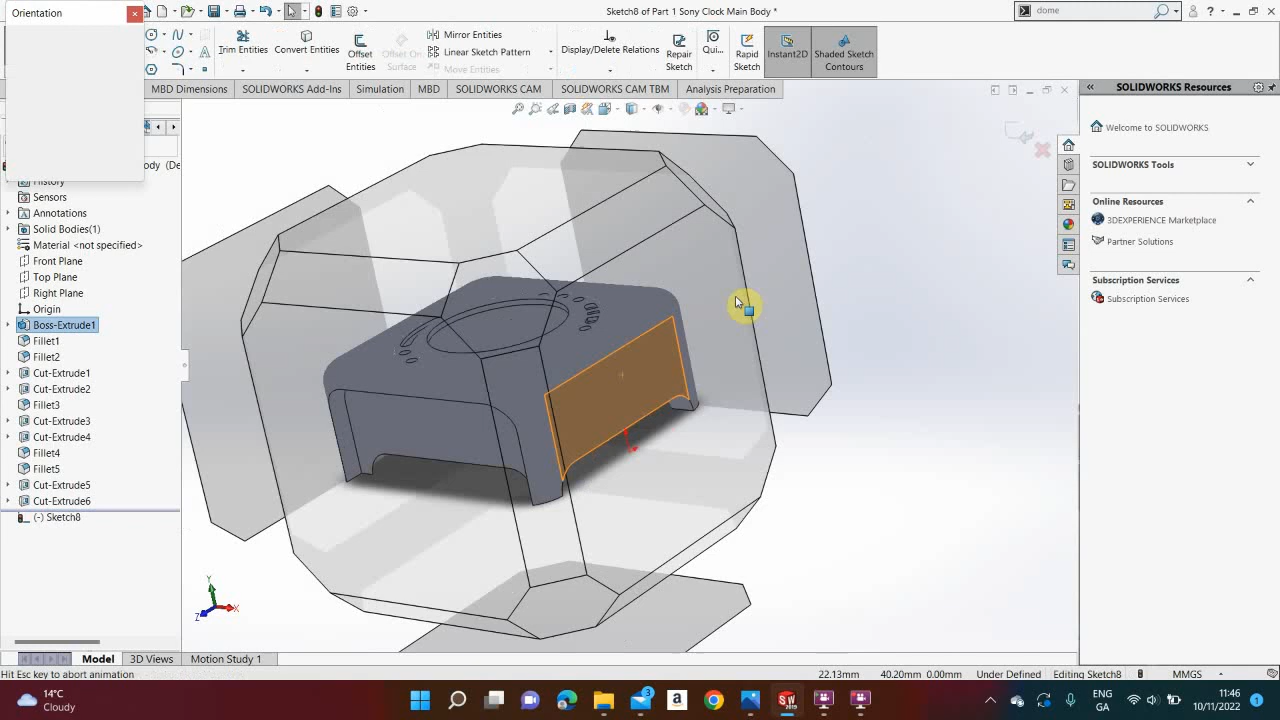 Orientation
Sketch8 of Part 1 Sony Clock Main Body *
dome
Trim Entities
Convert Entities
Offset Entities
Offset On Surface
Mirror Entities
Linear Sketch Pattern
Move Entities
Display/Delete Relations
Repair Sketch
Qui...
Rapid Sketch
Instant2D
Shaded Sketch Contours
MBD Dimensions
SOLIDWORKS Add-Ins
Simulation
MBD
SOLIDWORKS CAM
SOLIDWORKS CAM TBM
Analysis Preparation
SOLIDWORKS Resources
Welcome to SOLIDWORKS
SOLIDWORKS Tools
Online Resources
3DEXPERIENCE Marketplace
Partner Solutions
Subscription Services
Subscription Services
ody (De
History
Sensors
Annotations
Solid Bodies(1)
Material <not specified>
Front Plane
Top Plane
Right Plane
Origin
Boss-Extrude1
Fillet1
Fillet2
Cut-Extrude1
Cut-Extrude2
Fillet3
Cut-Extrude3
Cut-Extrude4
Fillet4
Fillet5
Cut-Extrude5
Cut-Extrude6
(-) Sketch8
Y
X
Z
Model
3D Views
Motion Study 1
Hit Esc key to abort animation
22.13mm
40.20mm 0.00mm
Under Defined
Editing Sketch8
MMGS
14°C
Cloudy
3
SW
2019
ENG
GA
11:46
10/11/2022
1